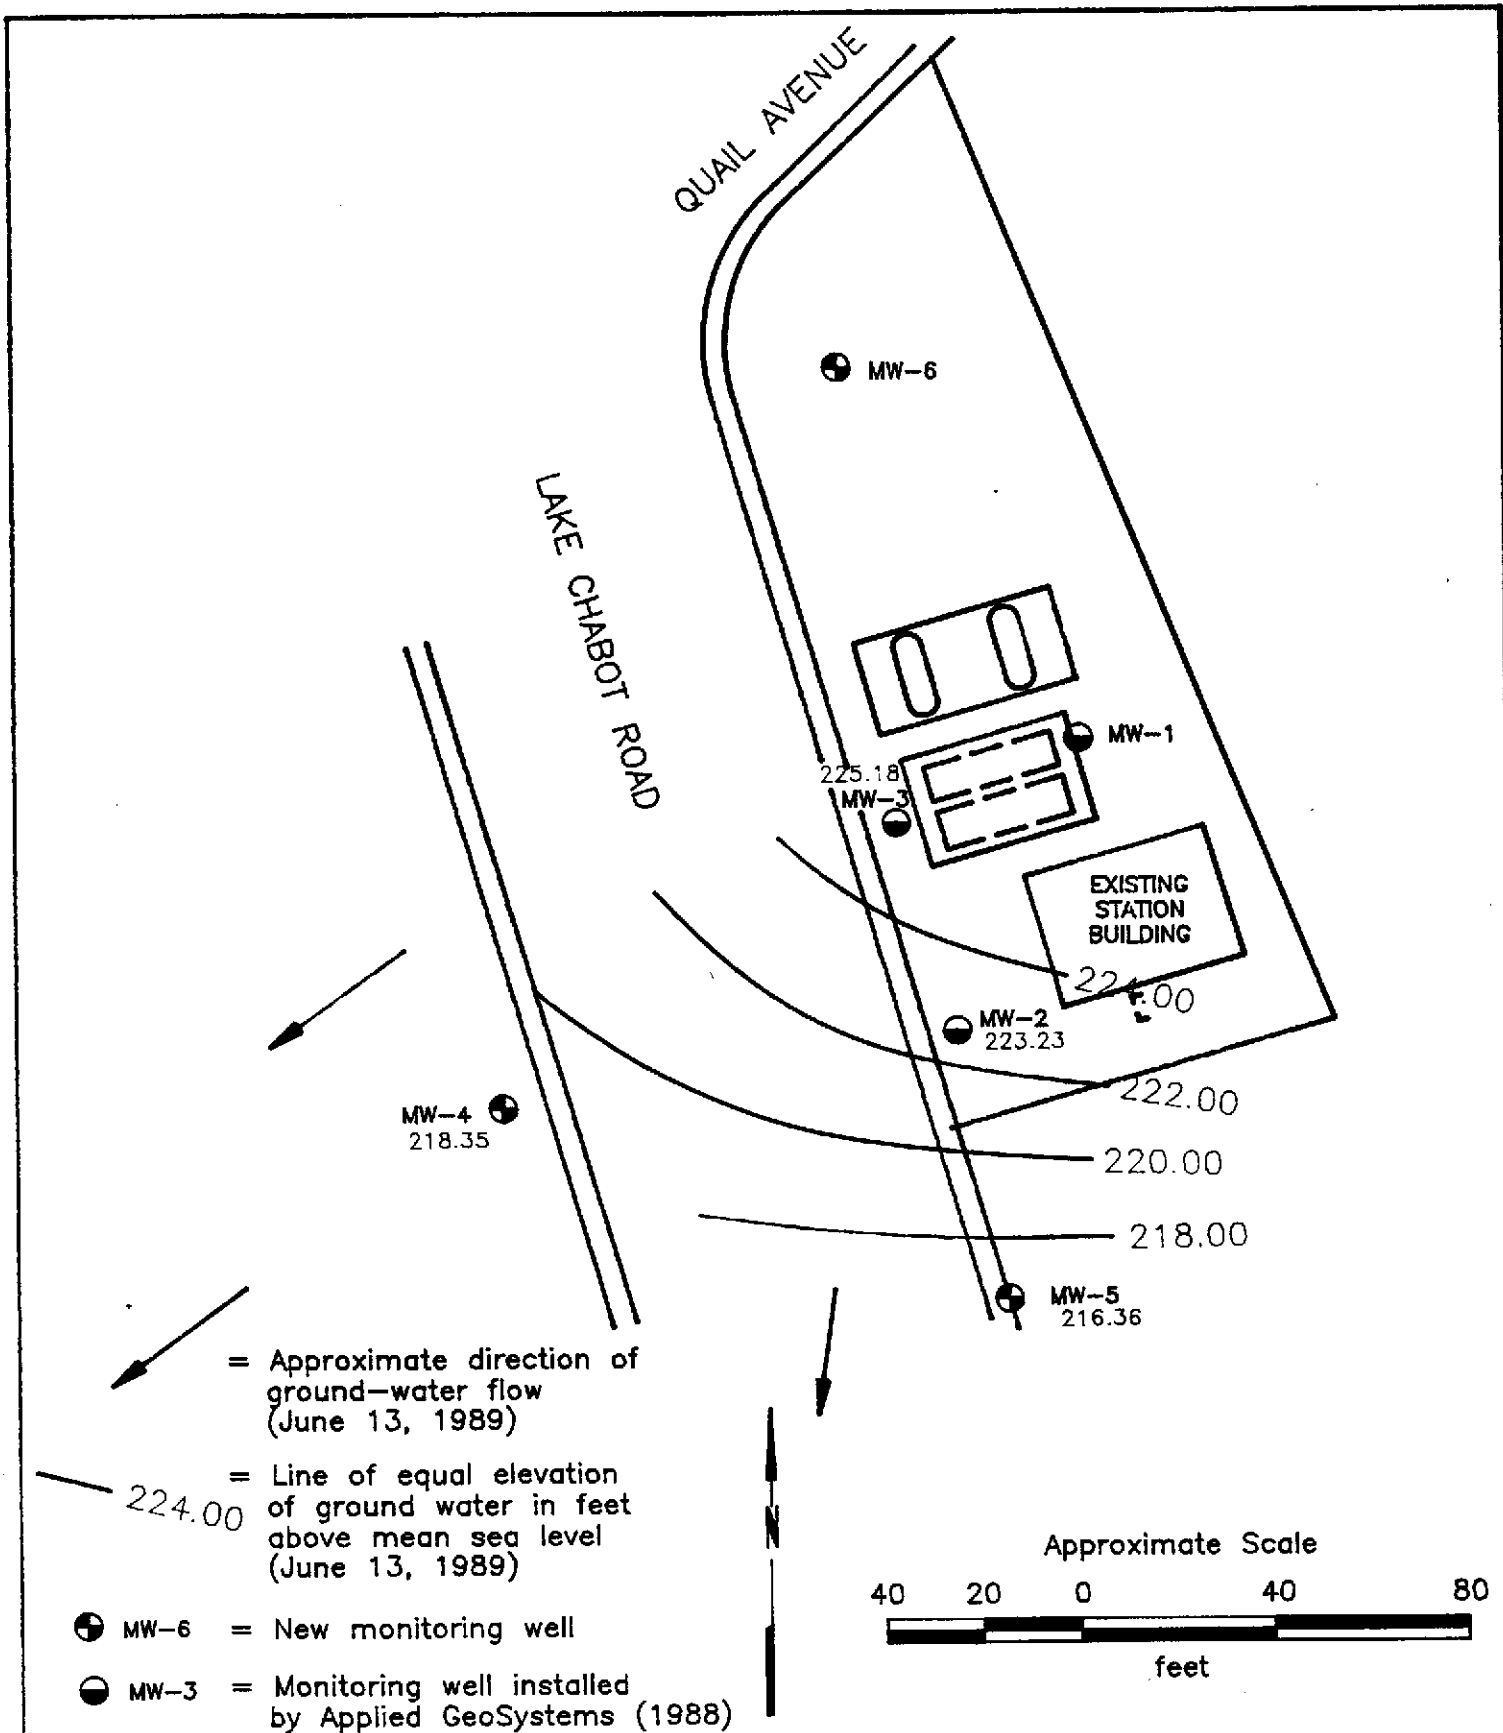 QUAIL AVENUE
MW-6
LAKE CHABOT ROAD
MW-1
225.18
MW-3
EXISTING
STATION
BUILDING
224.00
MW-2
223.23
222.00
MW-4
218.35
220.00
218.00
MW-5
216.36
= Approximate direction of
ground-water flow
(June 13, 1989)
224.00
= Line of equal elevation
of ground water in feet
above mean sea level
(June 13, 1989)
MW-6 = New monitoring well
MW-3 = Monitoring well installed
by Applied GeoSystems (1988)
N
Approximate Scale
40 20 0 40 80
feet